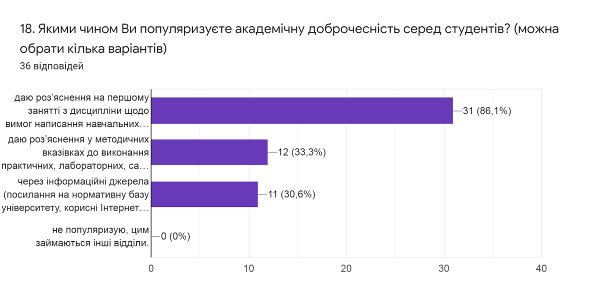 18. Якими чином Ви популяризуєте академічну доброчесність серед студентів? (можна
обрати кілька варіантів)
36 відповідей
даю роз'яснення на першому
занятті з дисципліни щодо
вимог написання навчальних…
31 (86,1%)
даю роз'яснення у методичних
вказівках до виконання
практичних, лабораторних, са…
12 (33,3%)
через інформаційні джерела
(посилання на нормативну базу
університету, корисні Інтернет…
11 (30,6%)
не популяризую, цим
займаються інші відділи.
0 (0%)
0 10 20 30 40